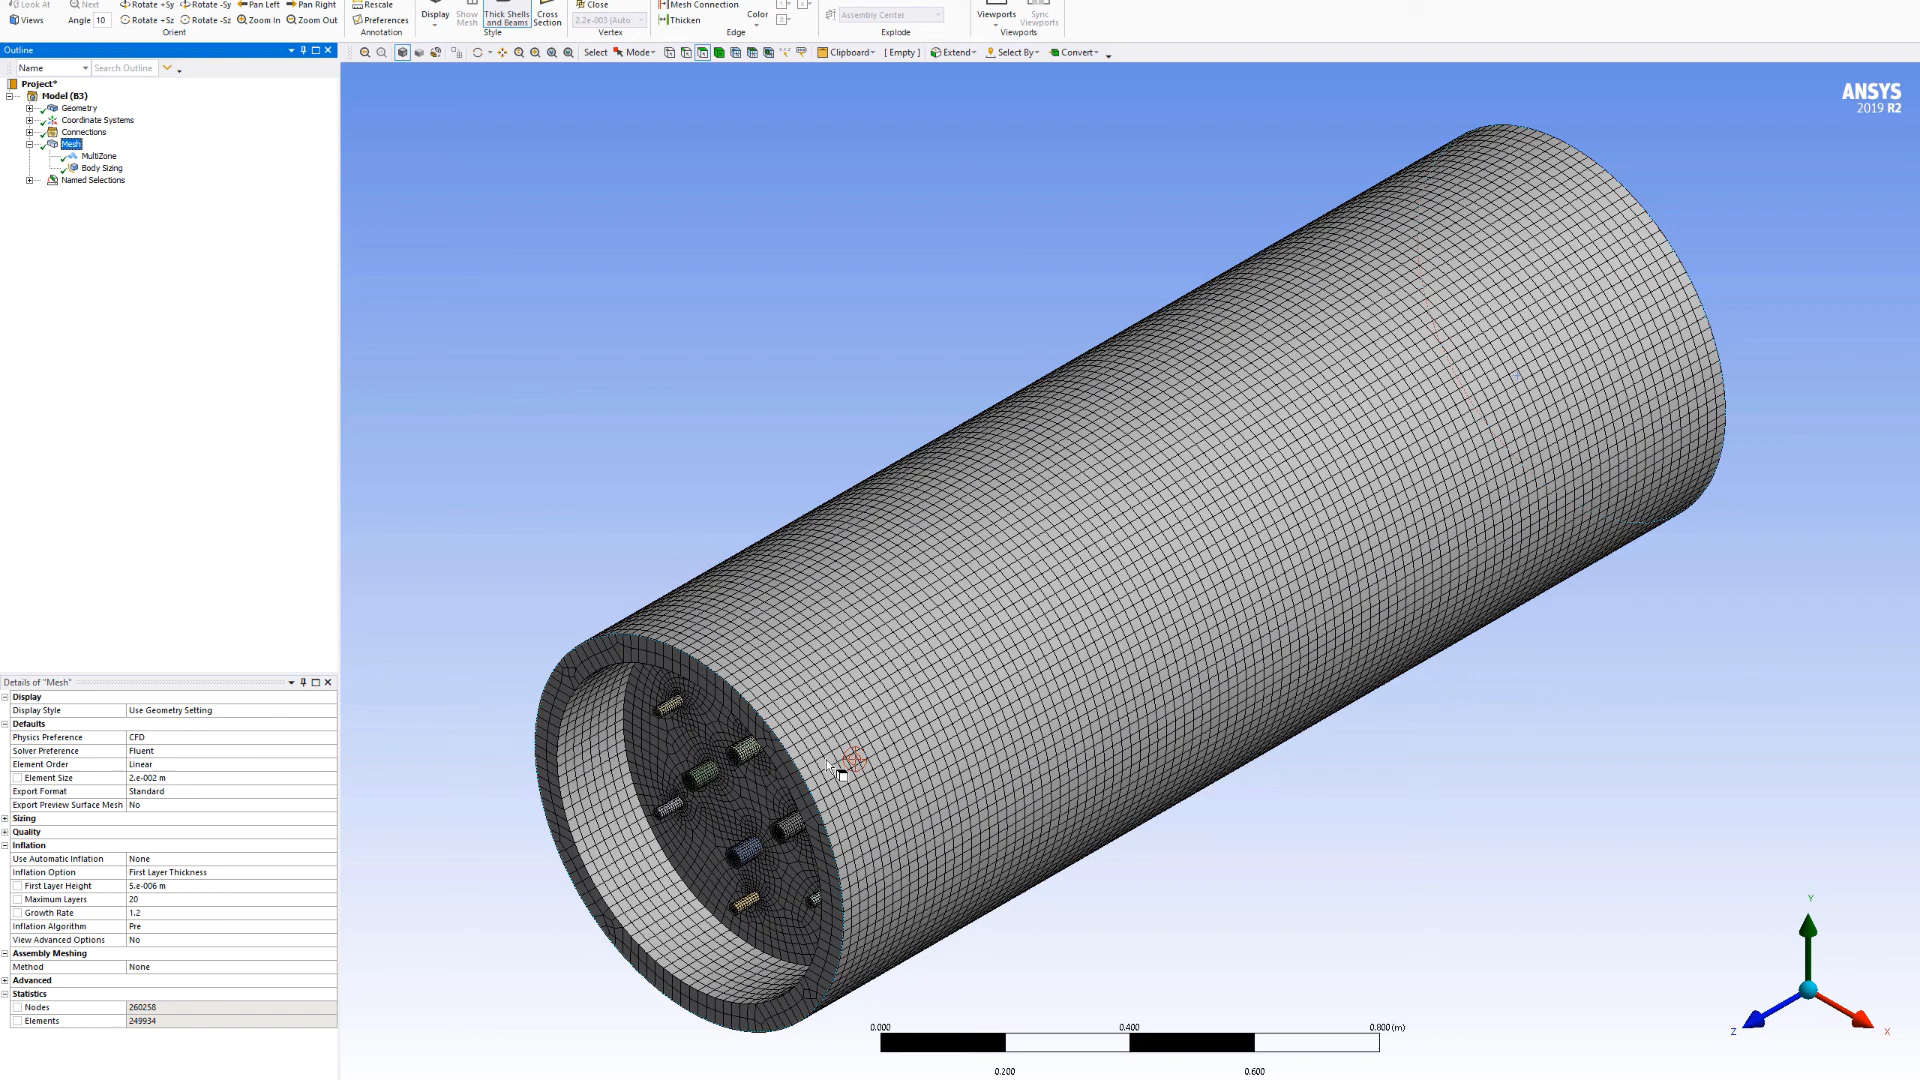 Look At Next Rotate +Sy Rotate -Sy Pan Left Pan Right Rescale Display Show Mesh Thick Shells and Beams Cross Section Close Mesh Connection Color Assembly Center Viewports Sync Viewports
Views Angle 10 Rotate +Sz Rotate -Sz Zoom In Zoom Out Preferences 2.2e-003 (Auto Thicken
Orient Annotation Style Vertex Edge Explode Viewports
Outline
Select Mode Clipboard [ Empty ] Extend Select By Convert
Name Search Outline
Project*
Model (B3)
Geometry
Coordinate Systems
Connections
Mesh
MultiZone
Body Sizing
Named Selections
ANSYS
2019 R2
Details of "Mesh"
Display
Display Style Use Geometry Setting
Defaults
Physics Preference CFD
Solver Preference Fluent
Element Order Linear
Element Size 2.e-002 m
Export Format Standard
Export Preview Surface Mesh No
Sizing
Quality
Inflation
Use Automatic Inflation None
Inflation Option First Layer Thickness
First Layer Height 5.e-006 m
Maximum Layers 20
Growth Rate 1.2
Inflation Algorithm Pre
View Advanced Options No
Assembly Meshing
Method None
Advanced
Statistics
Nodes 260258
Elements 249934
0.000 0.400 0.800 (m)
0.200 0.600
Y
Z
X